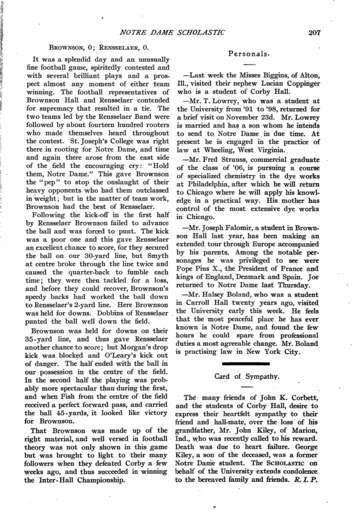 NOTRE DAME SCHOLASTIC
207
BROWNSON, 0; RENSSELAER, 0.
It was a splendid day and an unusually
fine football game, spiritedly contested and
with several brilliant plays and a pros-
pect almost any moment of either team
winning. The football representatives of
Brownson Hall and Rensselaer contended
for supremacy that resulted in a tie. The
two teams led by the Rensselaer Band were
followed by about fourteen hundred rooters
who made themselves heard throughout
the contest. St. Joseph's College was right
there in rooting for Notre Dame, and time
and again there arose from the east side
of the field the encouraging cry: "Hold
them, Notre Dame." This gave Brownson
the "pep" to stop the onslaught of their
heavy opponents who had them outclassed
in weight; but in the matter of team work,
Brownson had the best of Rensselaer.
Following the kick-off in the first half
by Rensselaer Brownson failed to advance
the ball and was forced to punt. The kick
was a poor one and this gave Rensselaer
an excellent chance to score, for they secured
the ball on our 30-yard line, but Smyth
at centre broke through the line twice and
caused the quarter-back to fumble each
time; they were then tackled for a loss,
and before they could recover, Brownson's
speedy backs had worked the ball down
to Rensselaer's 2-yard line. Here Brownson
was held for downs. Dobbins of Rensselaer
punted the ball well down the field.
Brownson was held for downs on their
35-yard line, and thus gave Rensselaer
another chance to score; but Morgan's drop
kick was blocked and O'Leary's kick out
of danger. The half ended with the ball in
our possession in the centre of the field.
In the second half the playing was prob-
ably more spectacular than during the first,
and when Fish from the centre of the field
received a perfect forward pass, and carried
the ball 45-yards, it looked like victory
for Brownson.
That Brownson was made up of the
right material, and well versed in football
theory was not only shown in this game
but was brought to light to their many
followers when they defeated Corby a few
weeks ago, and thus succeeded in winning
the Inter-Hall Championship.
Personals.
—Last week the Misses Biggins, of Alton,
Ill., visited their nephew Lucian Coppinger
who is a student of Corby Hall.
—Mr. T. Lowrey, who was a student at
the University from '91 to '98, returned for
a brief visit on November 23d. Mr. Lowrey
is married and has a son whom he intends
to send to Notre Dame in due time. At
present he is engaged in the practice of
law at Wheeling, West Virginia.
—Mr. Fred Strauss, commercial graduate
of the class of '06, is pursuing a course
of specialized chemistry in the dye works
at Philadelphia, after which he will return
to Chicago where he will apply his knowl-
edge in a practical way. His mother has
control of the most extensive dye works
in Chicago.
—Mr. Joseph Falomir, a student in Brown-
son Hall last year, has been making an
extended tour through Europe accompanied
by his parents. Among the notable per-
sonages he was privileged to see were
Pope Pius X., the President of France and
kings of England, Denmark and Spain. Joe
returned to Notre Dame last Thursday.
—Mr. Halsey Boland, who was a student
in Carroll Hall twenty years ago, visited
the University early this week. He feels
that the most peaceful place he has ever
known is Notre Dame, and found the few
hours he could spare from professional
duties a most agreeable change. Mr. Boland
is practising law in New York City.
Card of Sympathy.
The many friends of John K. Corbett,
and the students of Corby Hall, desire to
express their heartfelt sympathy to their
friend and hall-mate, over the loss of his
grandfather, Mr. John Kiley, of Marion,
Ind., who was recently called to his reward.
Death was due to heart failure. George
Kiley, a son of the deceased, was a former
Notre Dame student. The SCHOLASTIC on
behalf of the University extends condolence
to the bereaved family and friends. R. I. P.